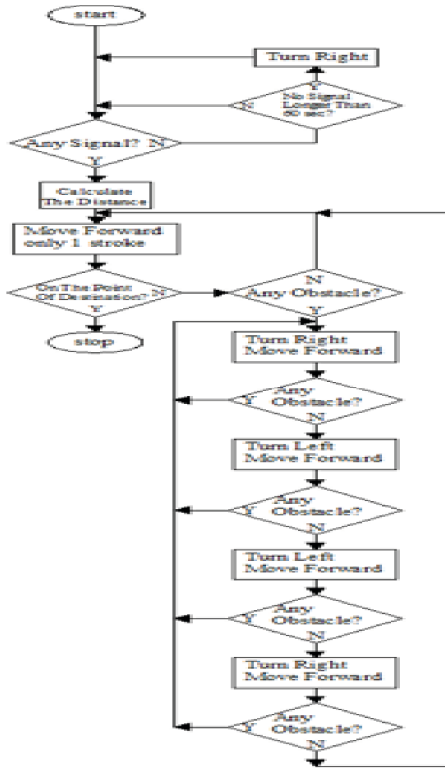 start
Turn Right
Y
N
No Signal
Longer Than
60 sec?
Any Signal?
N
Y
Calculate
The Distance
Move Forward
only 1 stroke
On The Point
Of Destination?
N
Y
stop
N
Any Obstacle?
Y
Turn Right
Move Forward
Any
Obstacle?
Y
N
Turn Left
Move Forward
Any
Obstacle?
Y
N
Turn Left
Move Forward
Any
Obstacle?
Y
N
Turn Right
Move Forward
Any
Obstacle?
Y
N